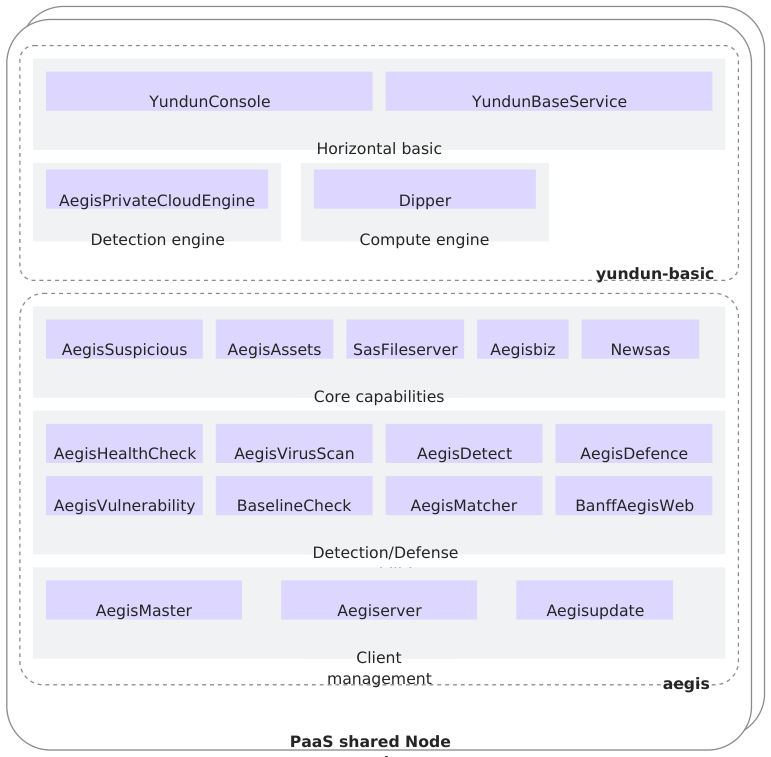 YundunConsole YundunBaseService
Horizontal basic
AegisPrivateCloudEngine Dipper
Detection engine Compute engine
yundun-basic
AegisSuspicious AegisAssets SasFileserver Aegisbiz Newsas
Core capabilities
AegisHealthCheck AegisVirusScan AegisDetect AegisDefence
AegisVulnerability BaselineCheck AegisMatcher BanffAegisWeb
Detection/Defense
AegisMaster Aegiserver Aegisupdate
Client
management
aegis
PaaS shared Node